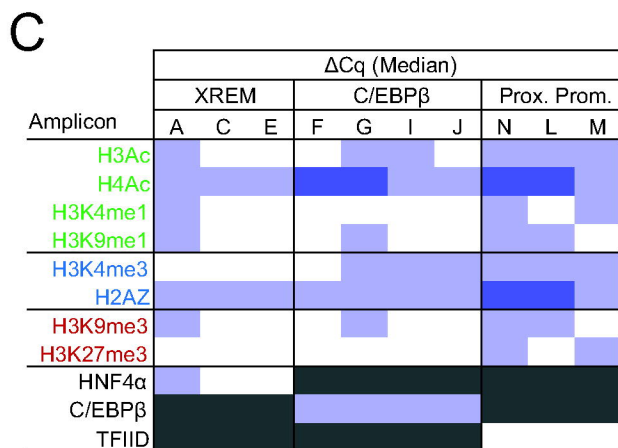 C
ΔCq (Median)
XREM C/EBPβ Prox. Prom.
Amplicon A C E F G I J N L M
H3Ac
H4Ac
H3K4me1
H3K9me1
H3K4me3
H2AZ
H3K9me3
H3K27me3
HNF4α
C/EBPβ
TFIID